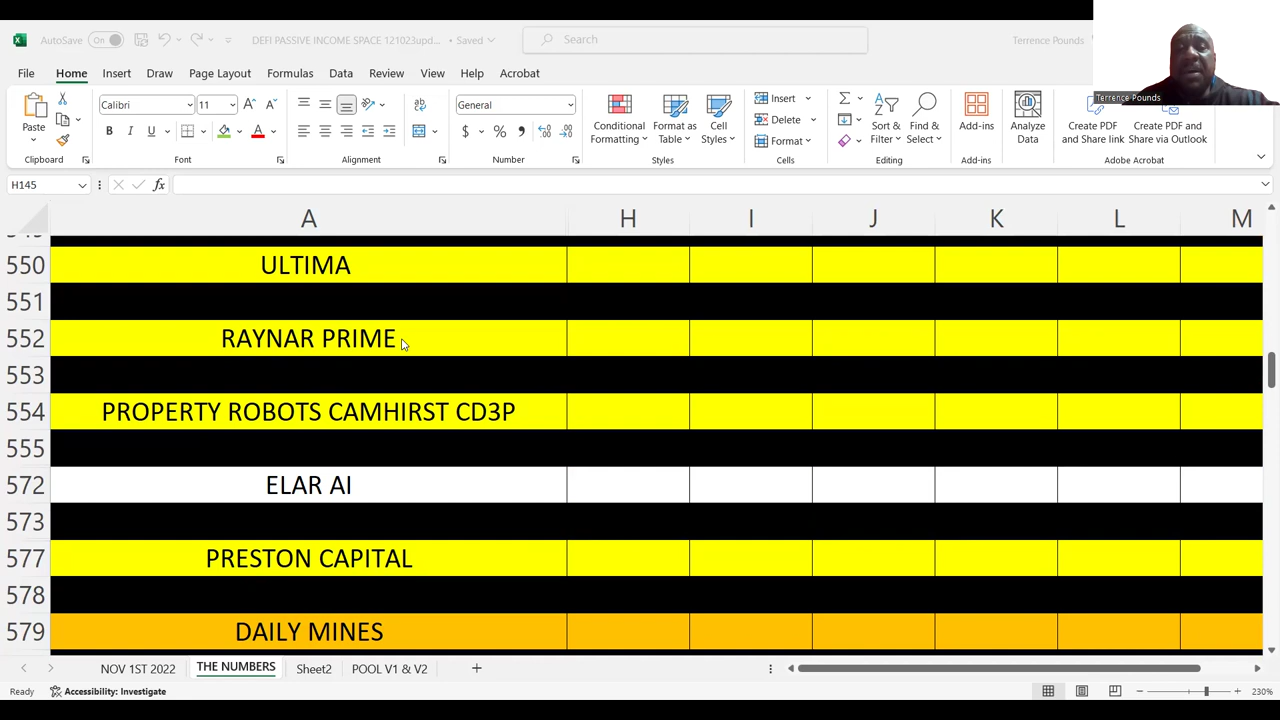 AutoSave On DEFI PASSIVE INCOME SPACE 121023upd... • Saved Search Terrence Pounds
Terrence Pounds
File Home Insert Draw Page Layout Formulas Data Review View Help Acrobat
Calibri 11 General
Paste
B I U A $ % 9
Conditional Formatting Format as Table Cell Styles
Insert
Delete
Format
Sort & Filter Find & Select Add-ins Analyze Data Create PDF and Share link Create PDF and Share via Outlook
Clipboard Font Alignment Number Styles Cells Editing Add-ins Adobe Acrobat
H145 fx
A H I J K L M
550 ULTIMA
551
552 RAYNAR PRIME
553
554 PROPERTY ROBOTS CAMHIRST CD3P
555
572 ELAR AI
573
577 PRESTON CAPITAL
578
579 DAILY MINES
NOV 1ST 2022 THE NUMBERS Sheet2 POOL V1 & V2
Ready Accessibility: Investigate 230%